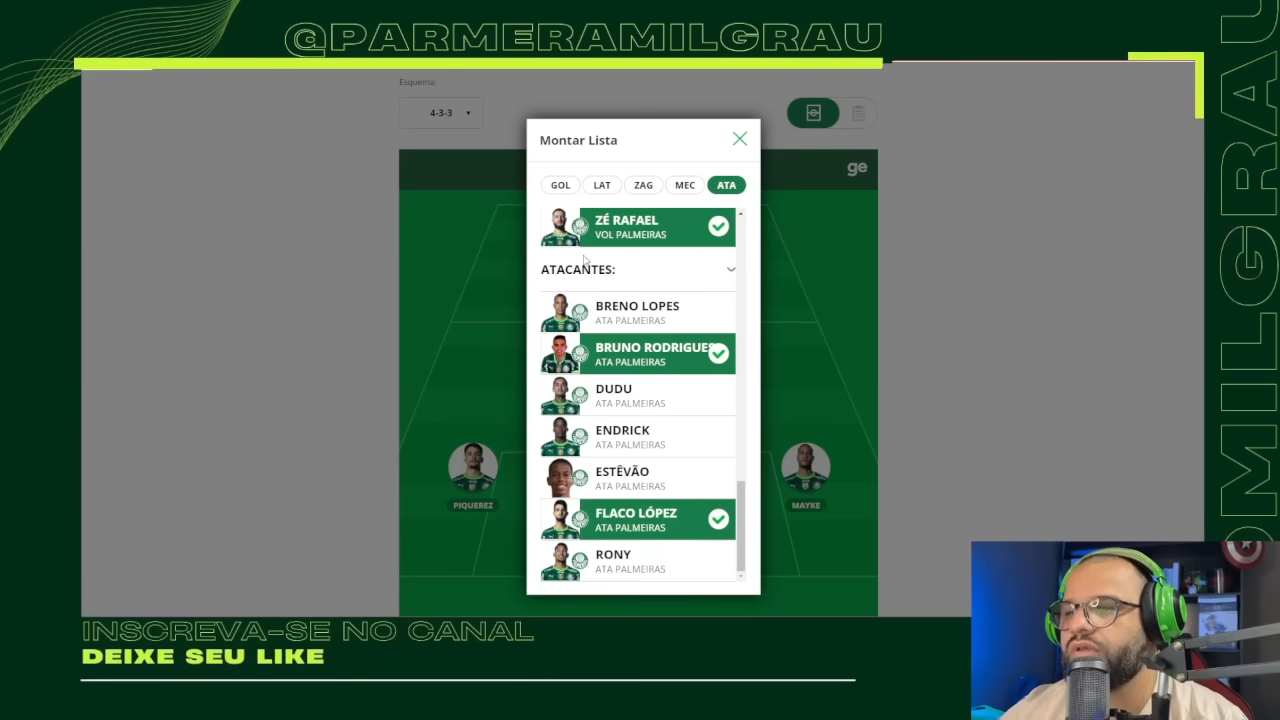 @PARMERAMILGRAU
OMILGRAU
Esquema:
4-3-3
ge
Montar Lista
GOL LAT ZAG MEC ATA
ZÉ RAFAEL
VOL PALMEIRAS
ATACANTES:
BRENO LOPES
ATA PALMEIRAS
BRUNO RODRIGUES
ATA PALMEIRAS
DUDU
ATA PALMEIRAS
ENDRICK
ATA PALMEIRAS
ESTÊVÃO
ATA PALMEIRAS
FLACO LÓPEZ
ATA PALMEIRAS
RONY
ATA PALMEIRAS
PIQUEREZ
MAYKE
INSCREVA-SE NO CANAL
DEIXE SEU LIKE